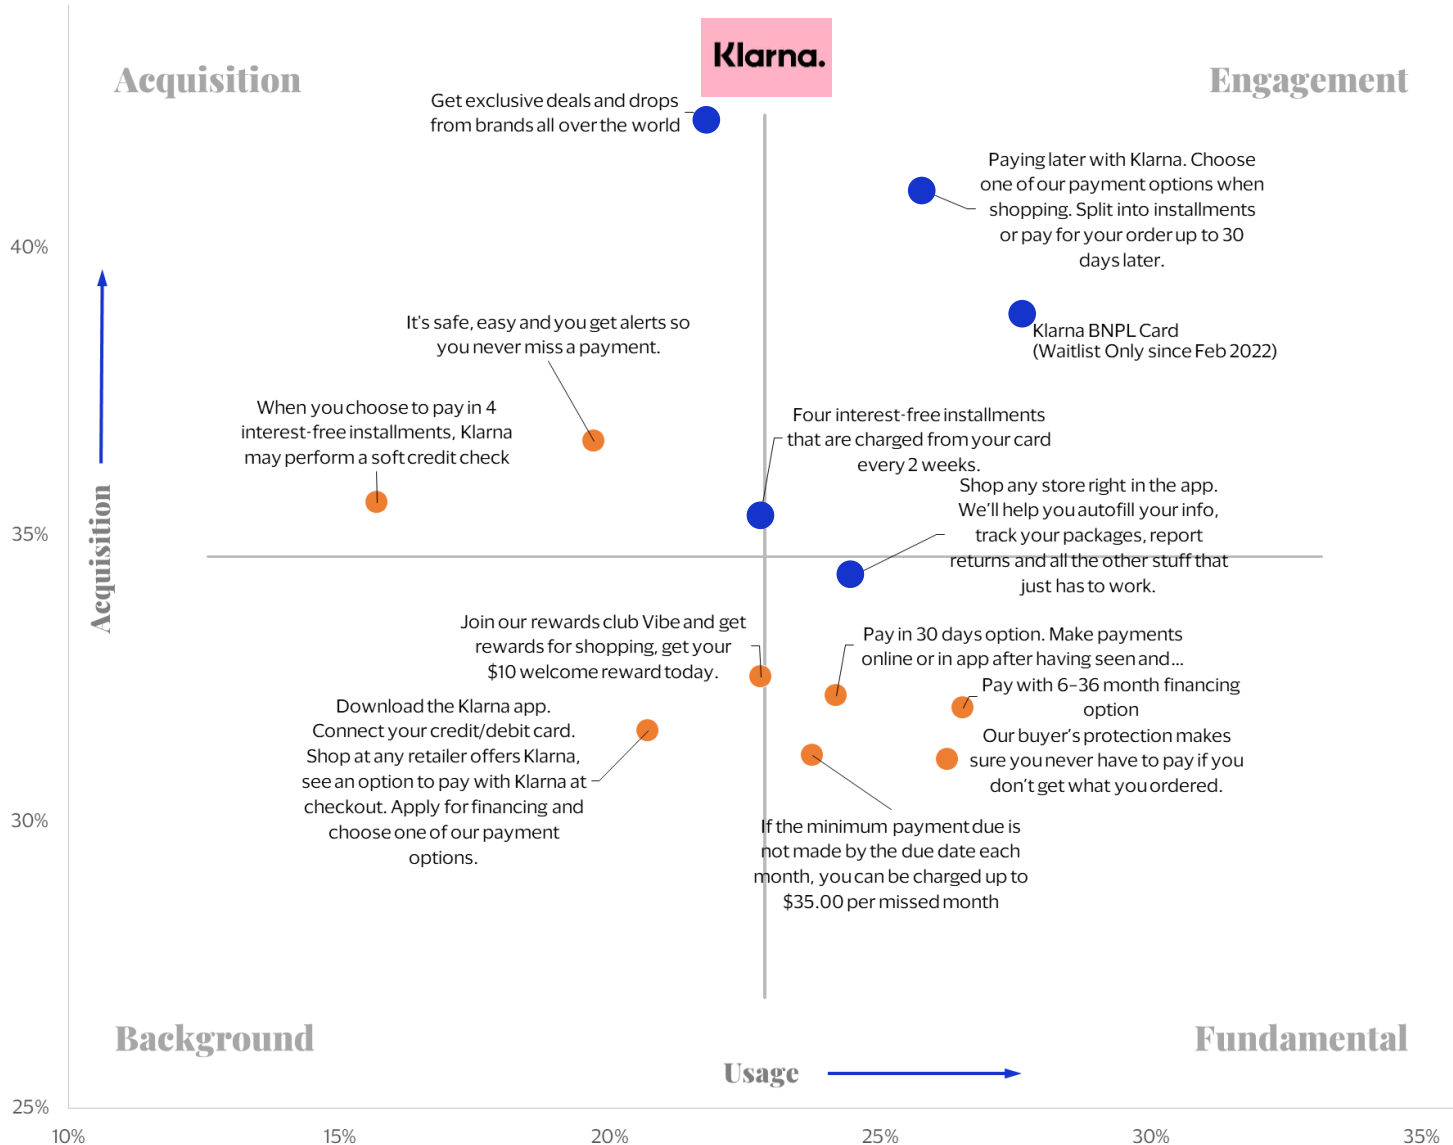 Klarna.
Acquisition
Engagement
Get exclusive deals and drops
from brands all over the world
Paying later with Klarna. Choose
one of our payment options when
shopping. Split into installments
or pay for your order up to 30
days later.
40%
It's safe, easy and you get alerts so
you never miss a payment.
Klarna BNPL Card
(Waitlist Only since Feb 2022)
When you choose to pay in 4
interest-free installments, Klarna
may perform a soft credit check
Four interest-free installments
that are charged from your card
every 2 weeks.
Shop any store right in the app.
We'll help you autofill your info,
track your packages, report
returns and all the other stuff that
just has to work.
35%
Acquisition
Join our rewards club Vibe and get
rewards for shopping, get your
$10 welcome reward today.
Pay in 30 days option. Make payments
online or in app after having seen and...
Pay with 6-36 month financing
option
Download the Klarna app.
Connect your credit/debit card.
Shop at any retailer offers Klarna,
see an option to pay with Klarna at
checkout. Apply for financing and
choose one of our payment
options.
Our buyer's protection makes
sure you never have to pay if you
don't get what you ordered.
30%
If the minimum payment due is
not made by the due date each
month, you can be charged up to
$35.00 per missed month
Background
Fundamental
Usage
25%
10%
15%
20%
25%
30%
35%